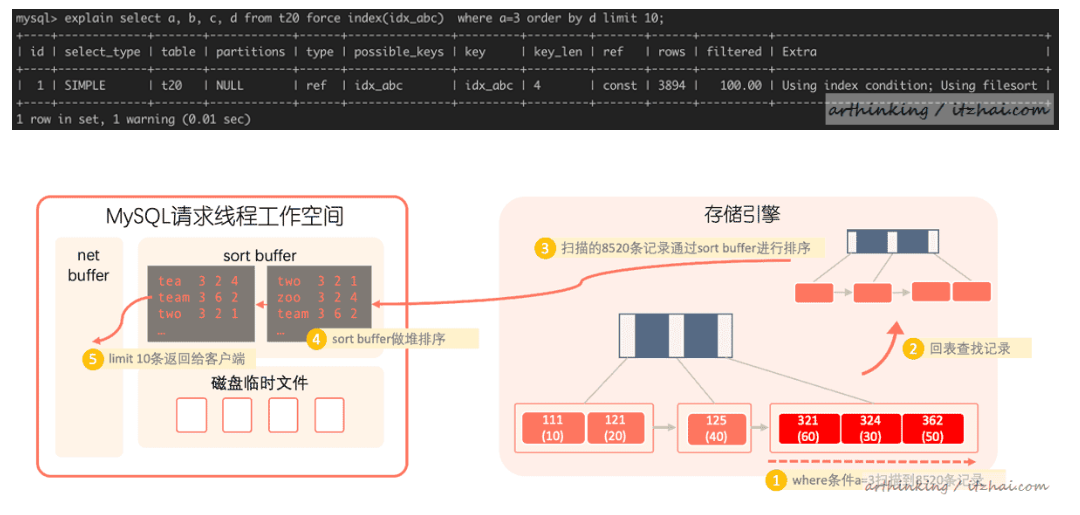 mysql> explain select a, b, c, d from t20 force index(idx_abc)  where a=3 order by d limit 10;
| id | select_type | table | partitions | type | possible_keys | key     | key_len | ref   | rows | filtered | Extra                                 |
|  1 | SIMPLE      | t20   | NULL       | ref  | idx_abc       | idx_abc | 4       | const | 3894 |   100.00 | Using index condition; Using filesort |
1 row in set, 1 warning (0.01 sec)
arthinking / itzhai.com
MySQL请求线程工作空间
net
buffer
sort buffer
tea 3 2 4
team 3 6 2
two 3 2 1
…
two 3 2 1
zoo 3 2 4
team 3 6 2
…
4 sort buffer做堆排序
5 limit 10条返回给客户端
磁盘临时文件
存储引擎
3 扫描的8520条记录通过sort buffer进行排序
2 回表查找记录
111
(10)
121
(20)
125
(40)
321
(60)
324
(30)
362
(50)
1 where条件a=3扫描到8520条记录
arthinking / itzhai.com